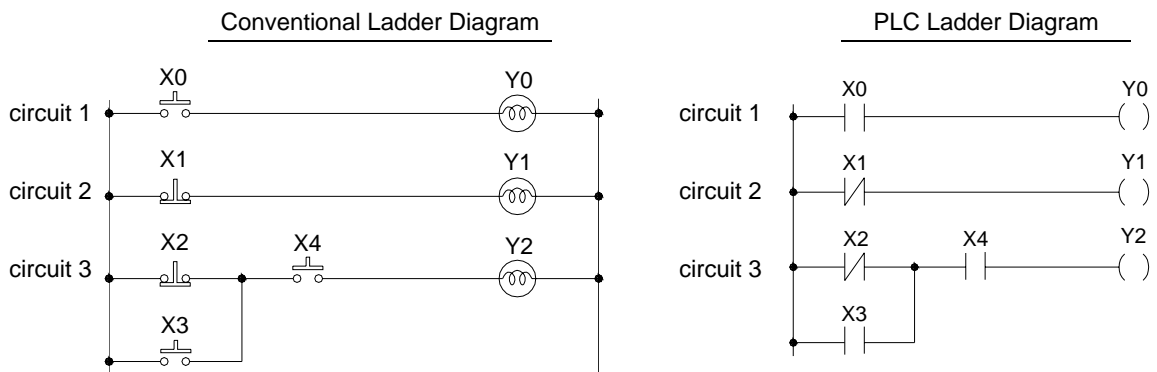 Conventional Ladder Diagram
X0
Y0
circuit 1
X1
Y1
circuit 2
X2
X4
Y2
circuit 3
X3
PLC Ladder Diagram
X0
Y0
circuit 1
X1
Y1
circuit 2
X2
X4
Y2
circuit 3
X3